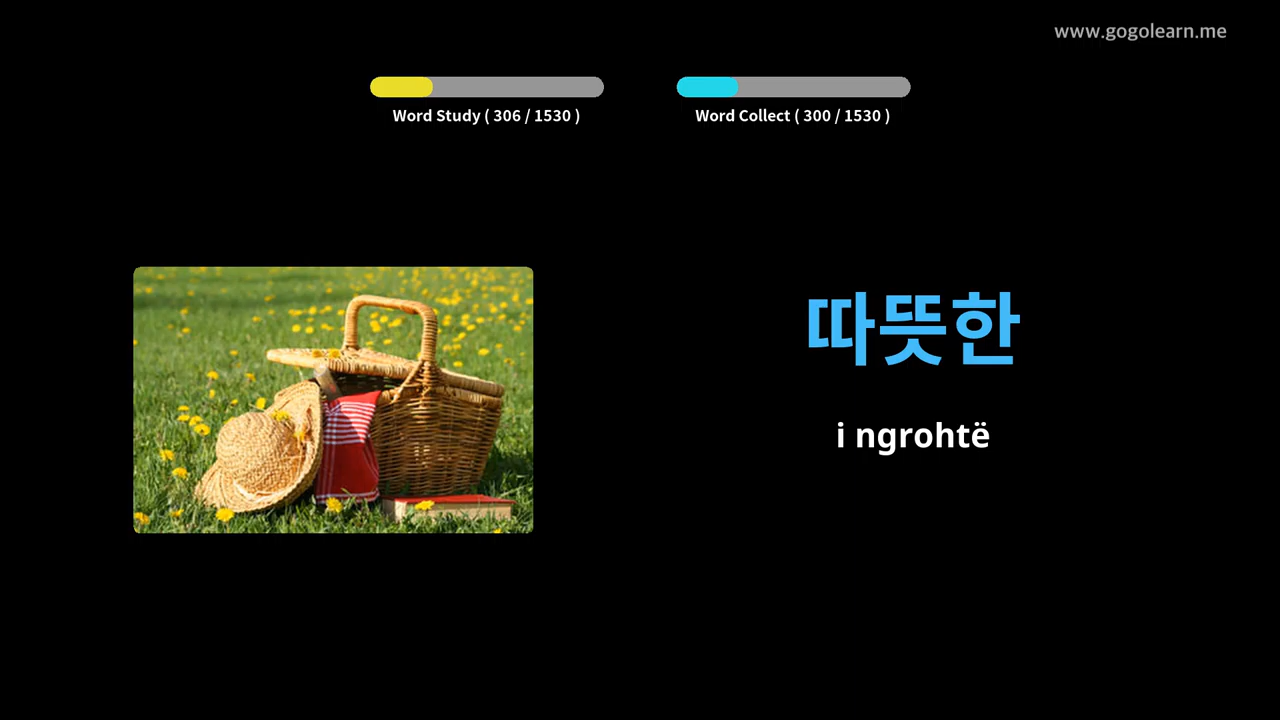 www.gogolearn.me
Word Study ( 306 / 1530 )
Word Collect ( 300 / 1530 )
따뜻한
i ngrohtë